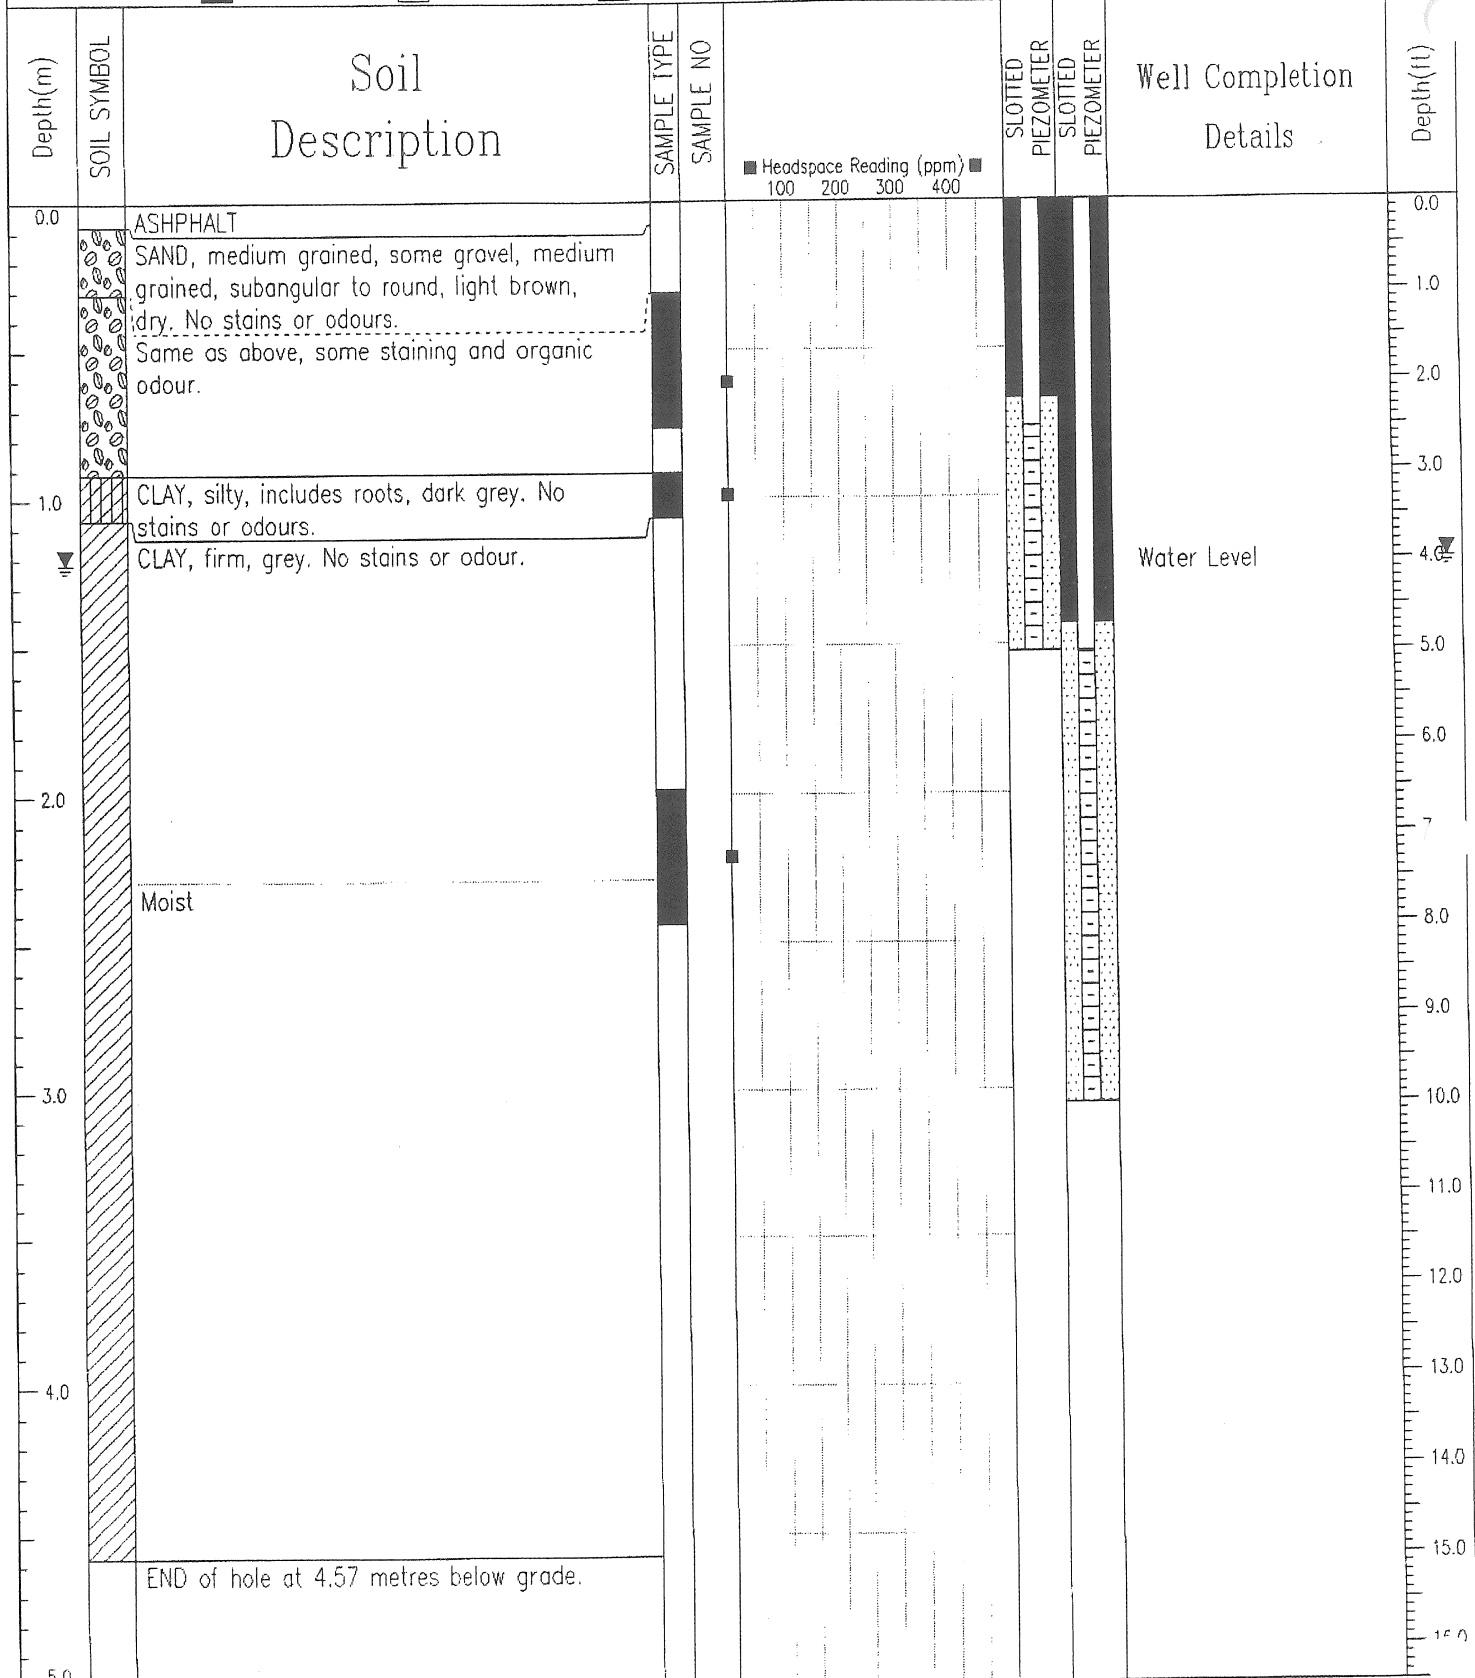 Depth(m)
SOIL SYMBOL
Soil
Description
SAMPLE TYPE
SAMPLE NO
■ Headspace Reading (ppm) ■
100 200 300 400
SLOTTED
PIEZOMETER
SLOTTED
PIEZOMETER
Well Completion
Details
Depth(ft)
0.0
1.0
2.0
3.0
4.0
5.0
ASHPHALT
SAND, medium grained, some gravel, medium
grained, subangular to round, light brown,
dry. No stains or odours.
Same as above, some staining and organic
odour.
CLAY, silty, includes roots, dark grey. No
stains or odours.
CLAY, firm, grey. No stains or odour.
Moist
END of hole at 4.57 metres below grade.
Water Level
0.0
1.0
2.0
3.0
4.0
5.0
6.0
7
8.0
9.0
10.0
11.0
12.0
13.0
14.0
15.0